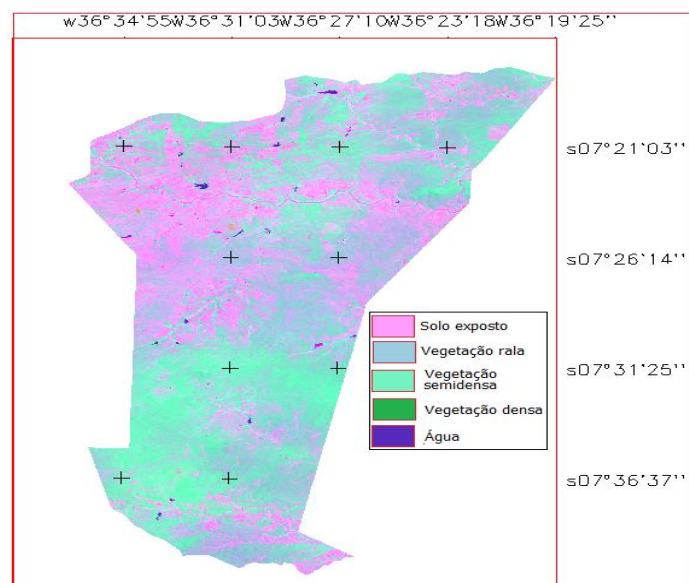 w36°34'55w36°31'03w36°27'10w36°23'18w36°19'25"
s07°21'03"
s07°26'14"
Solo exposto
Vegetação rala
Vegetação
semidensa
s07°31'25"
Vegetação densa
Água
s07°36'37"